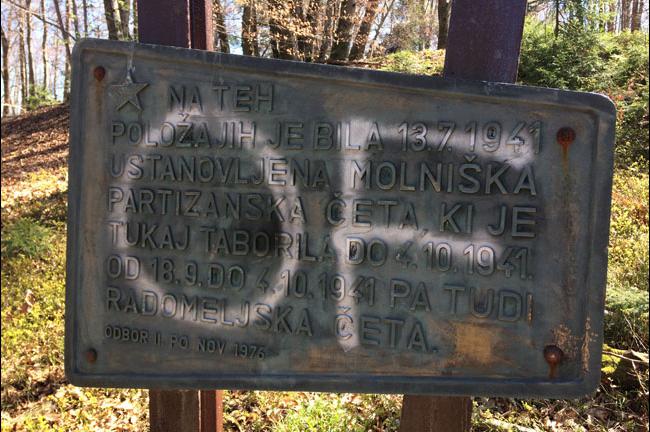 NA TEH
POLOŽAJIH JE BILA 13.7.1941
USTANOVLJENA MOLNIŠKA
PARTIZANSKA ČETA, KI JE
TUKAJ TABORILA DO 4.10.1941.
OD 18.9. DO 4.10.1941 PA TUDI
RADOMELJSKA ČETA.
ODBOR II. PO. NOV 1976